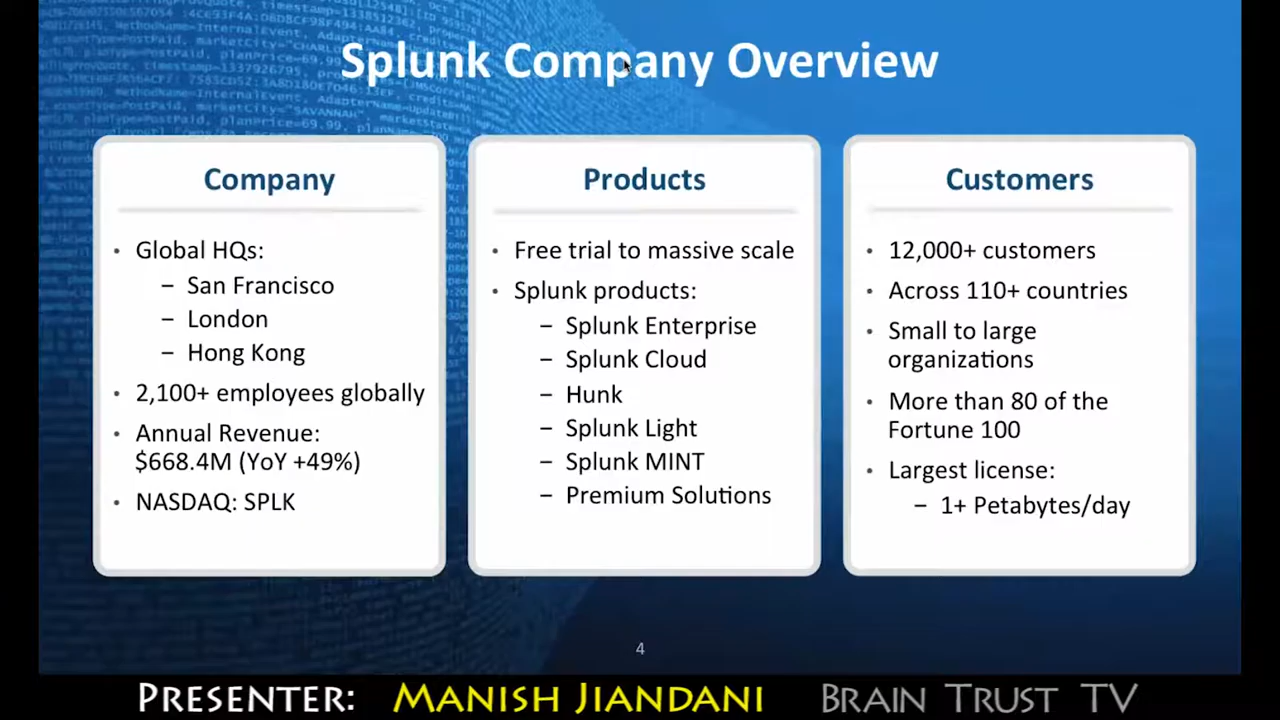 Splunk Company Overview
Company
• Global HQs:
– San Francisco
– London
– Hong Kong
• 2,100+ employees globally
• Annual Revenue:
$668.4M (YoY +49%)
• NASDAQ: SPLK
Products
• Free trial to massive scale
• Splunk products:
– Splunk Enterprise
– Splunk Cloud
– Hunk
– Splunk Light
– Splunk MINT
– Premium Solutions
Customers
• 12,000+ customers
• Across 110+ countries
• Small to large
organizations
• More than 80 of the
Fortune 100
• Largest license:
– 1+ Petabytes/day
4
PRESENTER: MANISH JIANDANI BRAIN TRUST TV